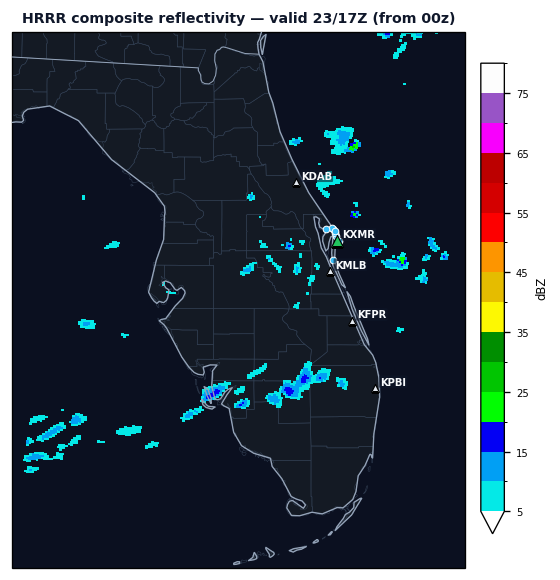 HRRR composite reflectivity — valid 23/17Z (from 00z)
KDAB
KXMR
KMLB
KFPR
KPBI
75
65
55
45
35
25
15
5
dBZ